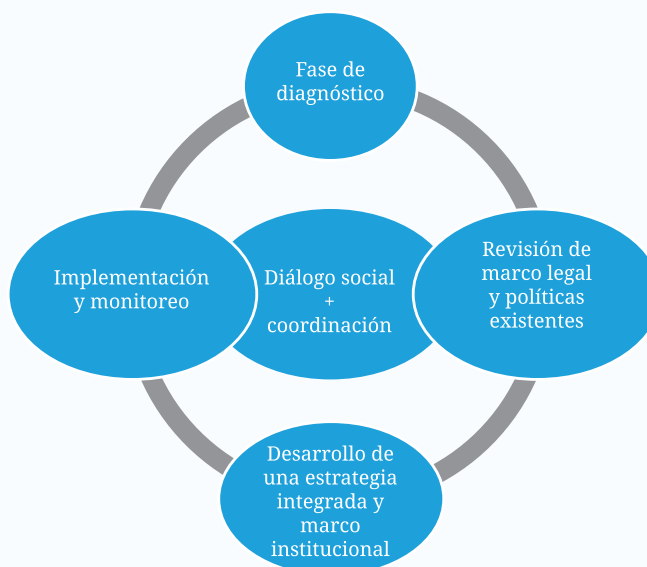 Fase de
diagnóstico
Implementación
y monitoreo
Diálogo social
+
coordinación
Revisión de
marco legal
y políticas
existentes
Desarrollo de
una estrategia
integrada y
marco
institucional